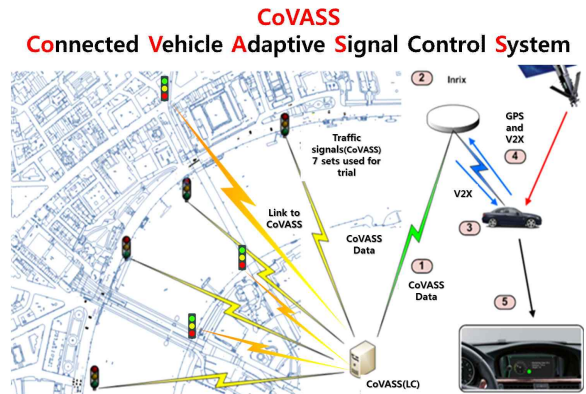 CoVASS
Connected Vehicle Adaptive Signal Control System
2
Inrix
GPS
and
V2X
4
Traffic
signals(CoVASS)
7 sets used for
trial
V2X
3
Link to
CoVASS
CoVASS
Data
1
CoVASS
Data
5
CoVASS(LC)